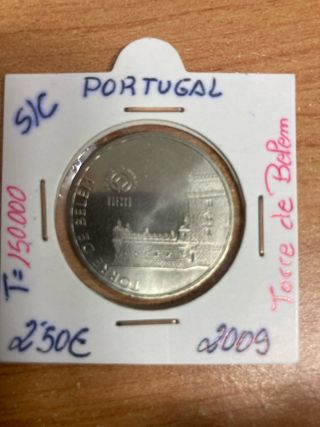 PORTUGAL
S/C
TORRE DE BELÉM
T=150.000
Torre de Belem
2'50€
2009